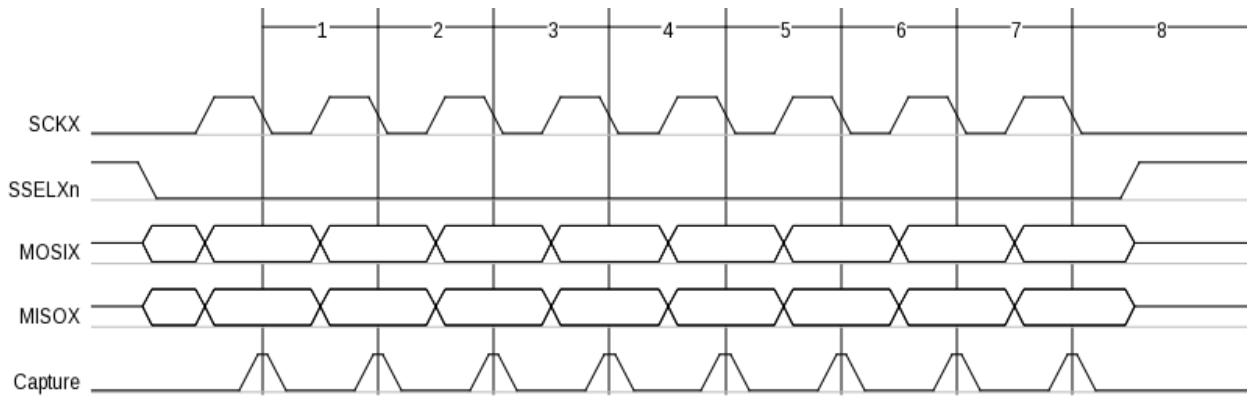 1 2 3 4 5 6 7 8
SCKX
SSELXn
MOSIX
MISOX
Capture